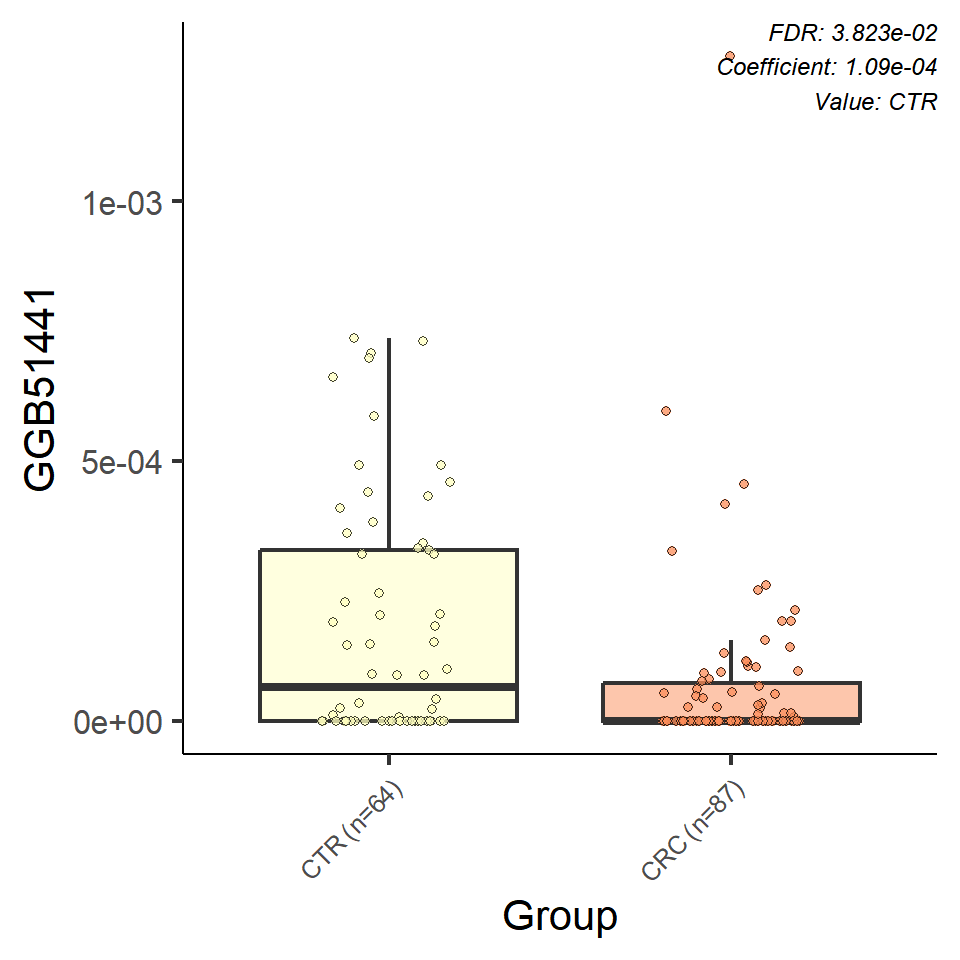 FDR: 3.823e-02
Coefficient: 1.09e-04
Value: CTR
GGB51441
1e-03
5e-04
0e+00
CTR (n=64)
CRC (n=87)
Group